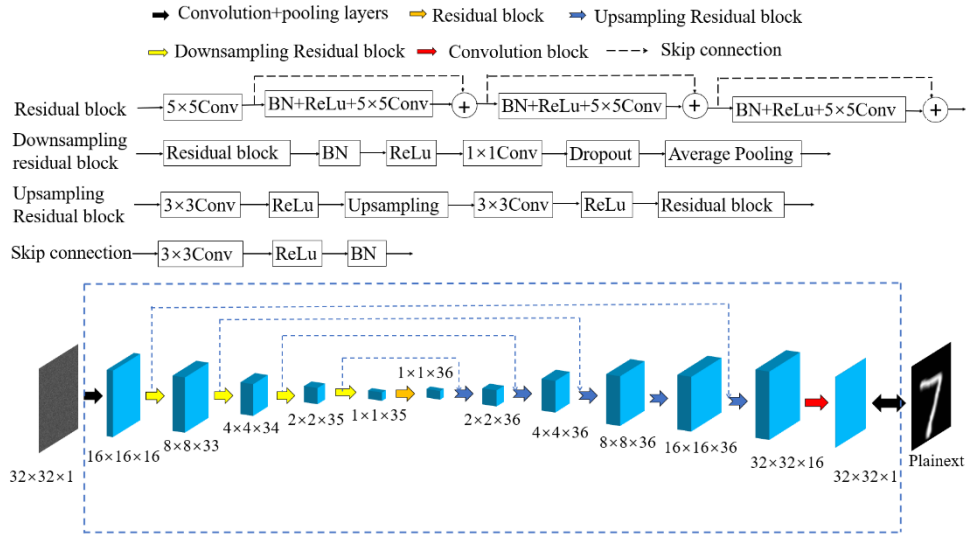 Convolution+pooling layers Residual block Upsampling Residual block
Downsampling Residual block Convolution block Skip connection
Residual block 5×5Conv BN+ReLu+5×5Conv + BN+ReLu+5×5Conv + BN+ReLu+5×5Conv +
Downsampling
residual block Residual block BN ReLu 1×1Conv Dropout Average Pooling
Upsampling
Residual block 3×3Conv ReLu Upsampling 3×3Conv ReLu Residual block
Skip connection 3×3Conv ReLu BN
32×32×1
16×16×16
8×8×33
4×4×34
2×2×35
1×1×35
1×1×36
2×2×36
4×4×36
8×8×36
16×16×36
32×32×16
32×32×1
Plainext